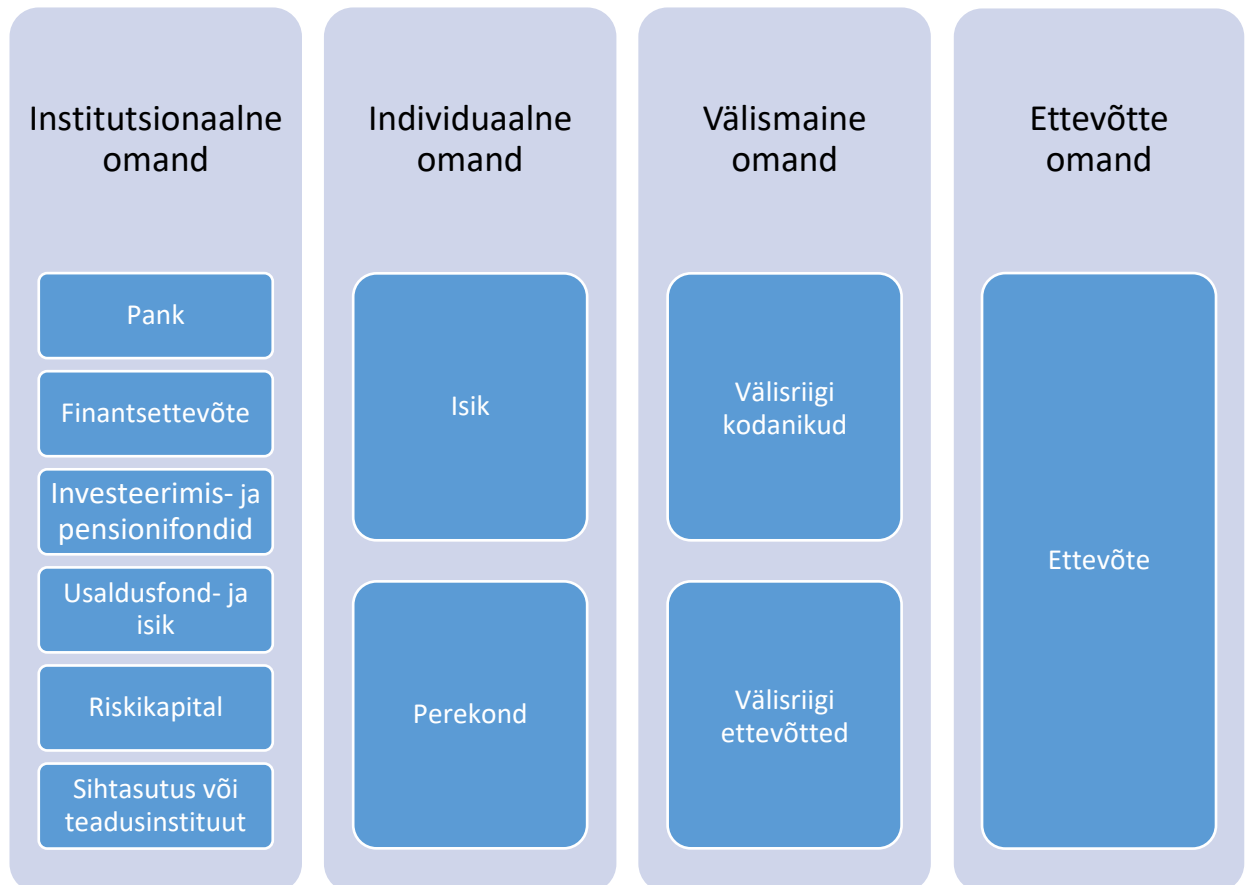 Institutsionaalne
omand
Pank
Finantsettevõte
Investeerimis- ja
pensionifondid
Usaldusfond- ja
isik
Riskikapital
Sihtasutus või
teadusinstituut
Individuaalne
omand
Isik
Perekond
Välismaine
omand
Välisriigi
kodanikud
Välisriigi
ettevõtted
Ettevõtte
omand
Ettevõte